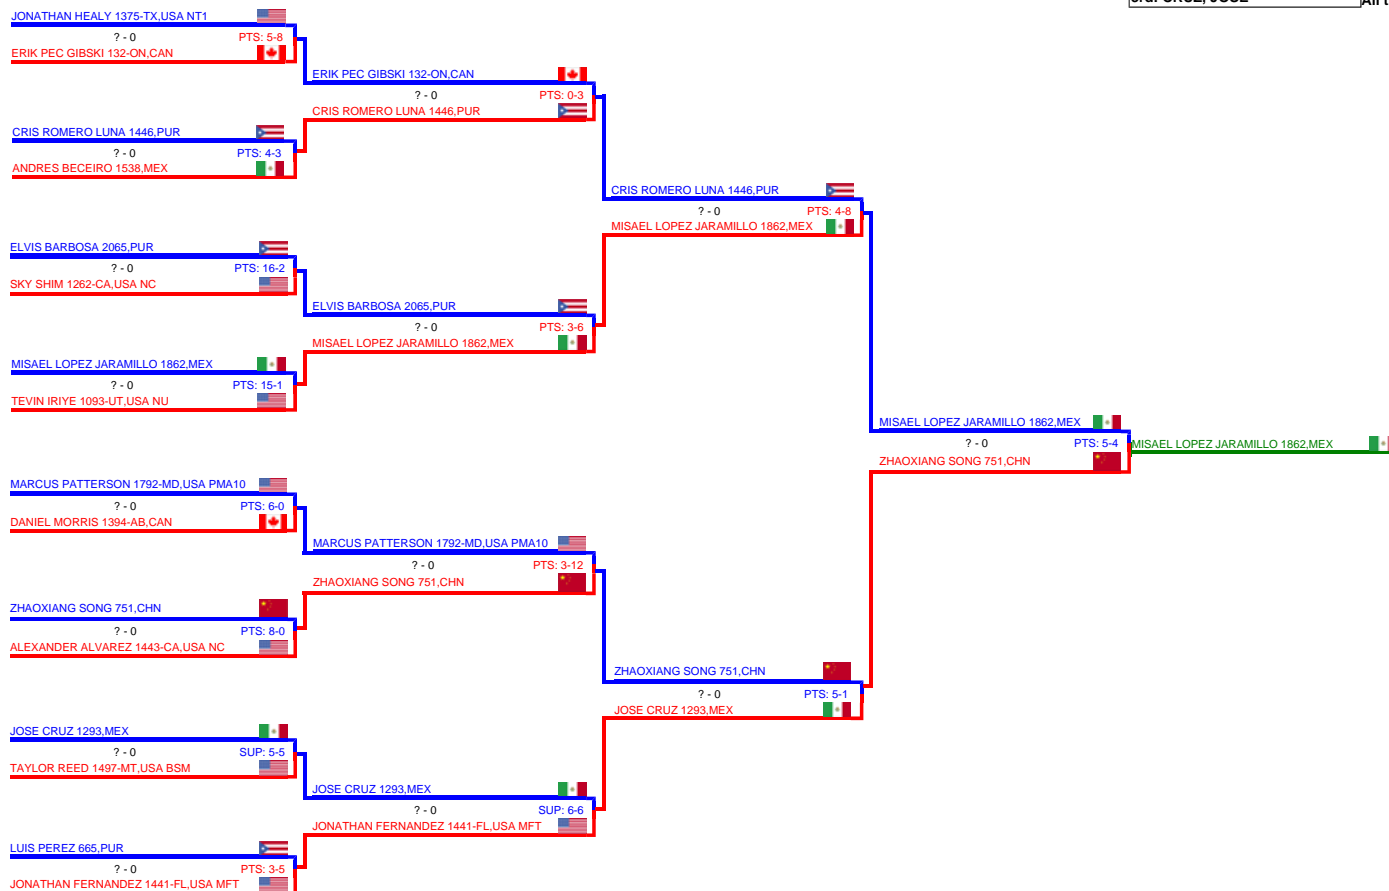 3rd. CRUZ, JOSE
JONATHAN HEALY 1375-TX,USA NT1
? - 0 PTS: 5-8
ERIK PEC GIBSKI 132-ON,CAN
ERIK PEC GIBSKI 132-ON,CAN
? - 0 PTS: 0-3
CRIS ROMERO LUNA 1446,PUR
CRIS ROMERO LUNA 1446,PUR
? - 0 PTS: 4-3
ANDRES BECEIRO 1538,MEX
CRIS ROMERO LUNA 1446,PUR
? - 0 PTS: 4-8
MISAEL LOPEZ JARAMILLO 1862,MEX
ELVIS BARBOSA 2065,PUR
? - 0 PTS: 16-2
SKY SHIM 1262-CA,USA NC
ELVIS BARBOSA 2065,PUR
? - 0 PTS: 3-6
MISAEL LOPEZ JARAMILLO 1862,MEX
MISAEL LOPEZ JARAMILLO 1862,MEX
? - 0 PTS: 15-1
TEVIN IRIYE 1093-UT,USA NU
MISAEL LOPEZ JARAMILLO 1862,MEX
? - 0 PTS: 5-4
MISAEL LOPEZ JARAMILLO 1862,MEX
ZHAOXIANG SONG 751,CHN
MARCUS PATTERSON 1792-MD,USA PMA10
? - 0 PTS: 6-0
DANIEL MORRIS 1394-AB,CAN
MARCUS PATTERSON 1792-MD,USA PMA10
? - 0 PTS: 3-12
ZHAOXIANG SONG 751,CHN
ZHAOXIANG SONG 751,CHN
? - 0 PTS: 8-0
ALEXANDER ALVAREZ 1443-CA,USA NC
ZHAOXIANG SONG 751,CHN
? - 0 PTS: 5-1
JOSE CRUZ 1293,MEX
JOSE CRUZ 1293,MEX
? - 0 SUP: 5-5
TAYLOR REED 1497-MT,USA BSM
JOSE CRUZ 1293,MEX
? - 0 SUP: 6-6
JONATHAN FERNANDEZ 1441-FL,USA MFT
LUIS PEREZ 665,PUR
? - 0 PTS: 3-5
JONATHAN FERNANDEZ 1441-FL,USA MFT